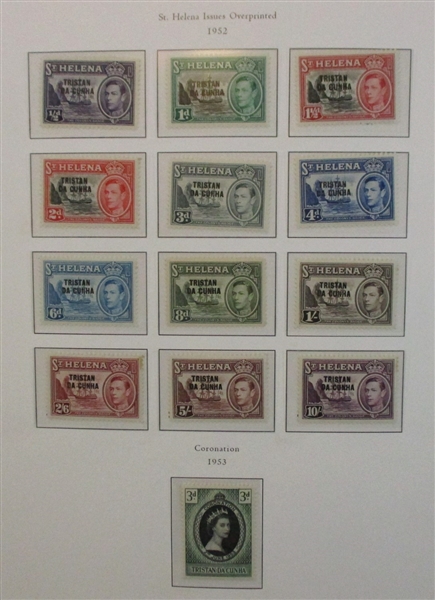 St. Helena Issues Overprinted
1952
ST HELENA
TRISTAN
DA CUNHA
½d
ST HELENA
TRISTAN
DA CUNHA
1d
ST HELENA
TRISTAN
DA CUNHA
1½d
ST HELENA
TRISTAN
DA CUNHA
2d
ST HELENA
TRISTAN
DA CUNHA
3d
ST HELENA
TRISTAN
DA CUNHA
4d
ST HELENA
TRISTAN
DA CUNHA
6d
ST HELENA
TRISTAN
DA CUNHA
8d
ST HELENA
TRISTAN
DA CUNHA
1/-
ST HELENA
TRISTAN
DA CUNHA
2/6
ST HELENA
TRISTAN
DA CUNHA
5/-
ST HELENA
TRISTAN
DA CUNHA
10/-
Coronation
1953
3d 3d
TRISTAN DA CUNHA